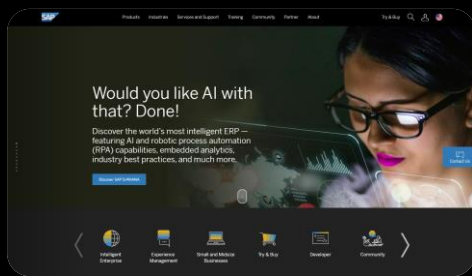 SAP
Products Industries Services and Support Training Community Partner About
Try & Buy
Would you like AI with
that? Done!
Discover the world's most intelligent ERP —
featuring AI and robotic process automation
(RPA) capabilities, embedded analytics,
industry best practices, and much more.
Discover SAP S/4HANA
Contact Us
Intelligent
Enterprise
Experience
Management
Small and Midsize
Businesses
Try & Buy
Developer
Community